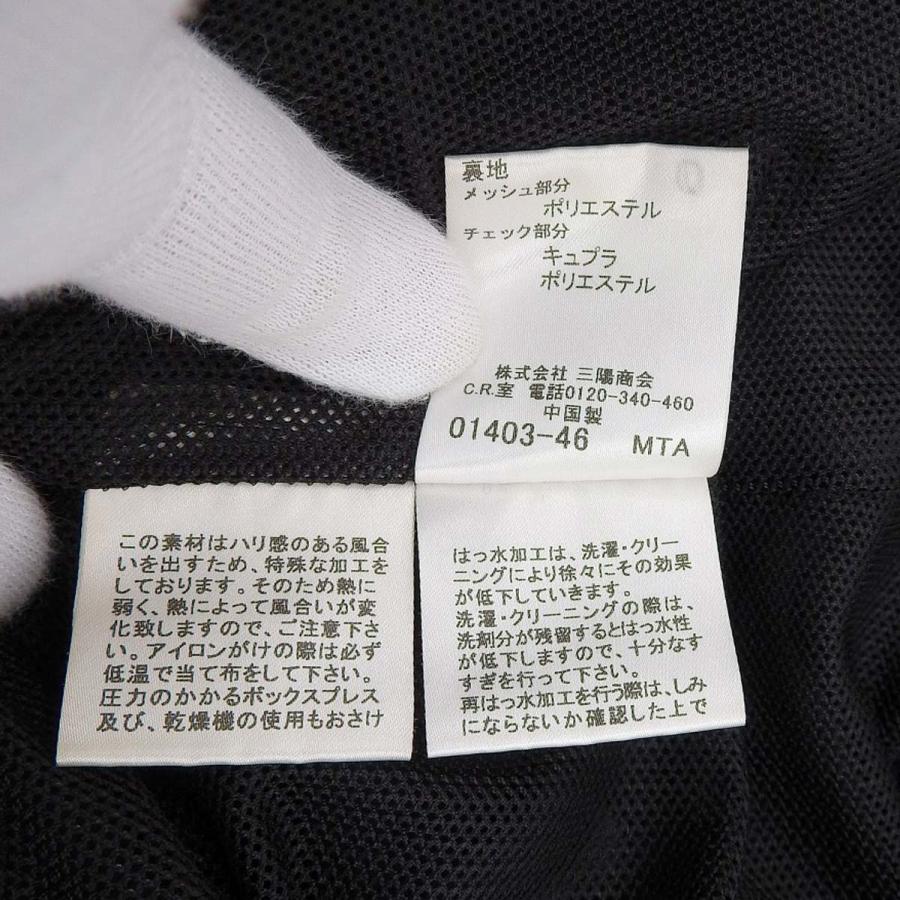 裏地
メッシュ部分
ポリエステル
チェック部分
キュプラ
ポリエステル
株式会社 三陽商会
C.R.室 電話0120-340-460
中国製
01403-46 MTA
この素材はハリ感のある風合
いを出すため、特殊な加工を
しております。そのため熱に
弱く、熱によって風合いが変
化致しますので、ご注意下さ
い。アイロンがけの際は必ず
低温で当て布をして下さい。
圧力のかかるボックスプレス
及び、乾燥機の使用もおさけ
はっ水加工は、洗濯・クリー
ニングにより徐々にその効果
が低下していきます。
洗濯・クリーニングの際は、
洗剤分が残留するとはっ水性
が低下しますので、十分なす
すぎを行って下さい。
再はっ水加工を行う際は、しみ
にならないか確認した上で